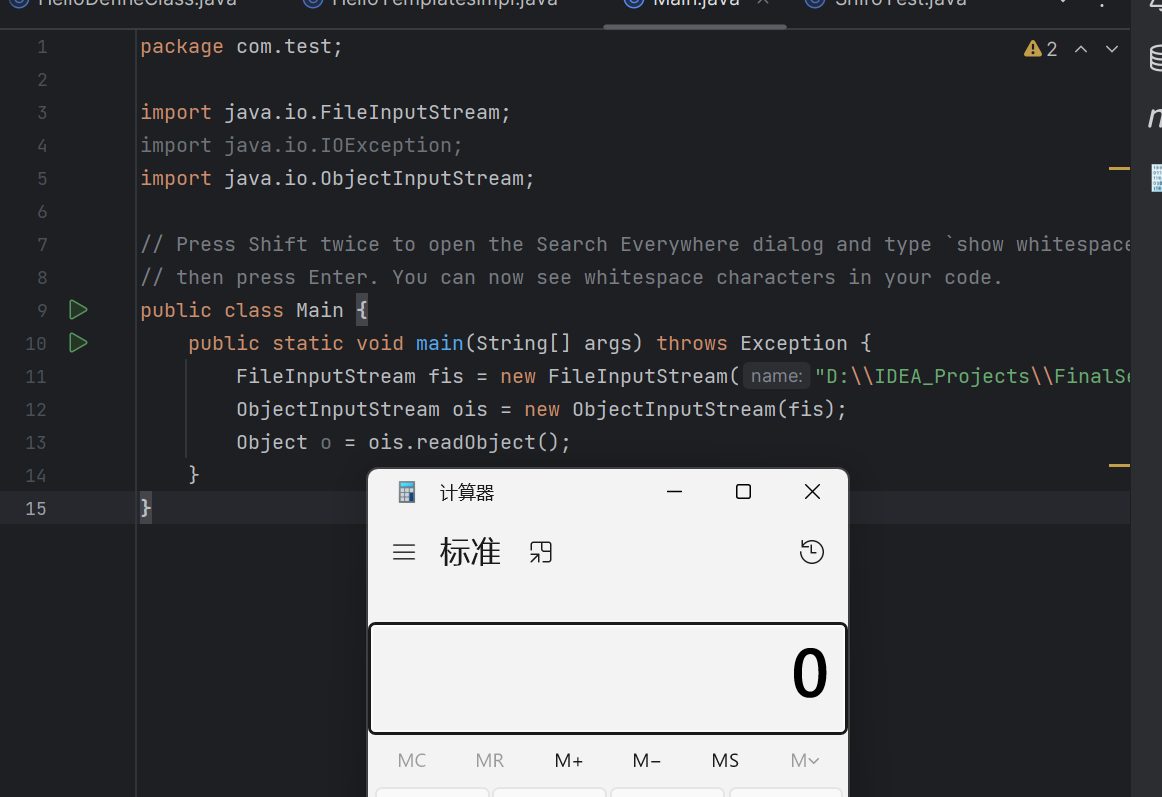 HelloDefineClass.java HelloTemplatesImpl.java Main.java ShiroTest.java
1 package com.test; 2
2
3 import java.io.FileInputStream;
4 import java.io.IOException;
5 import java.io.ObjectInputStream;
6
7 // Press Shift twice to open the Search Everywhere dialog and type `show whitespace
8 // then press Enter. You can now see whitespace characters in your code.
9 public class Main {
10 public static void main(String[] args) throws Exception {
11 FileInputStream fis = new FileInputStream( name: "D:\\IDEA_Projects\\FinalSe
12 ObjectInputStream ois = new ObjectInputStream(fis);
13 Object o = ois.readObject();
14 }
15 }
计算器
标准
0
MC MR M+ M− MS M